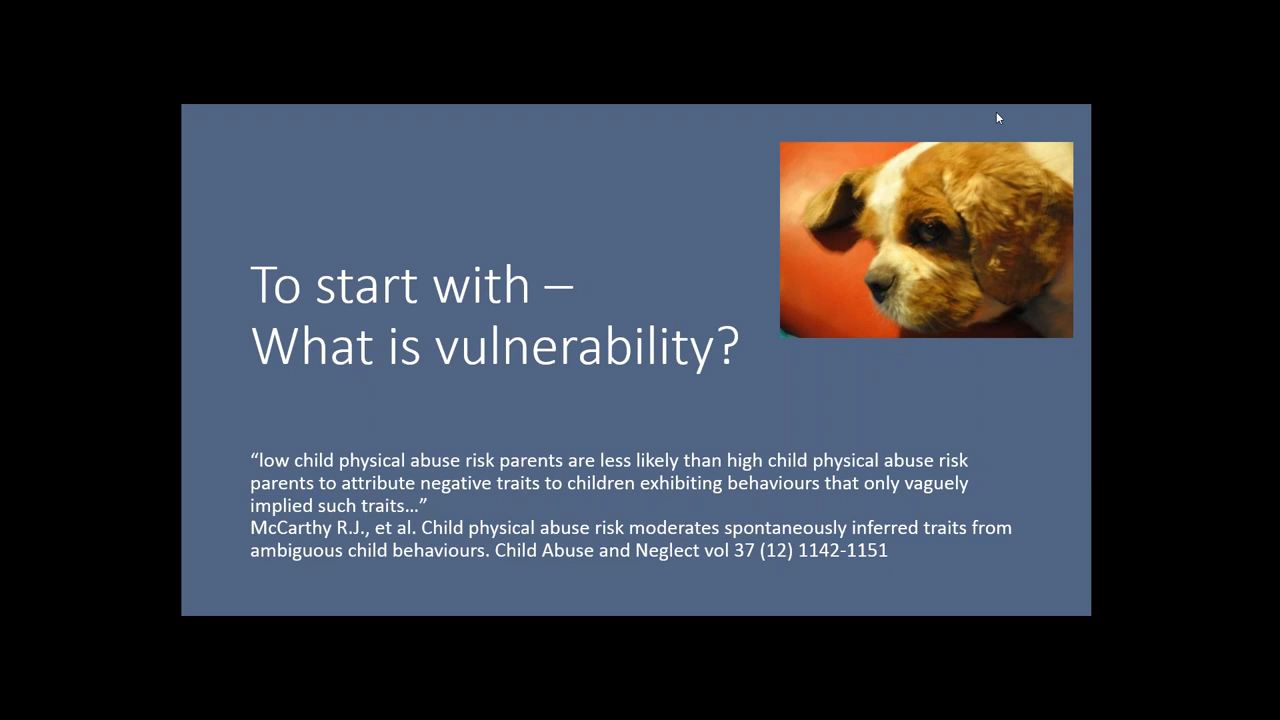 To start with –
What is vulnerability?
“low child physical abuse risk parents are less likely than high child physical abuse risk
parents to attribute negative traits to children exhibiting behaviours that only vaguely
implied such traits…”
McCarthy R.J., et al. Child physical abuse risk moderates spontaneously inferred traits from
ambiguous child behaviours. Child Abuse and Neglect vol 37 (12) 1142-1151